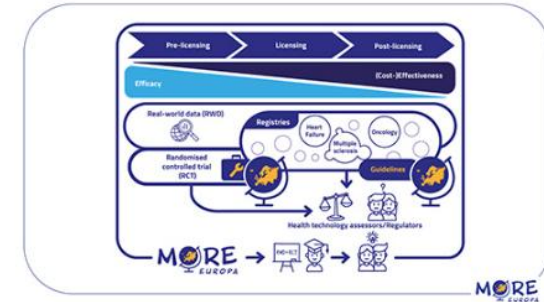 Pre-licensing
Licensing
Post-licensing
Efficacy
(Cost-)Effectiveness
Real-world data (RWD)
Registries
Heart
Failure
Multiple
sclerosis
Oncology
Randomised
controlled trial
(RCT)
Guidelines
?
Health technology assessors/Regulators
MORE
EUROPA
RWD+RCT
MORE
EUROPA